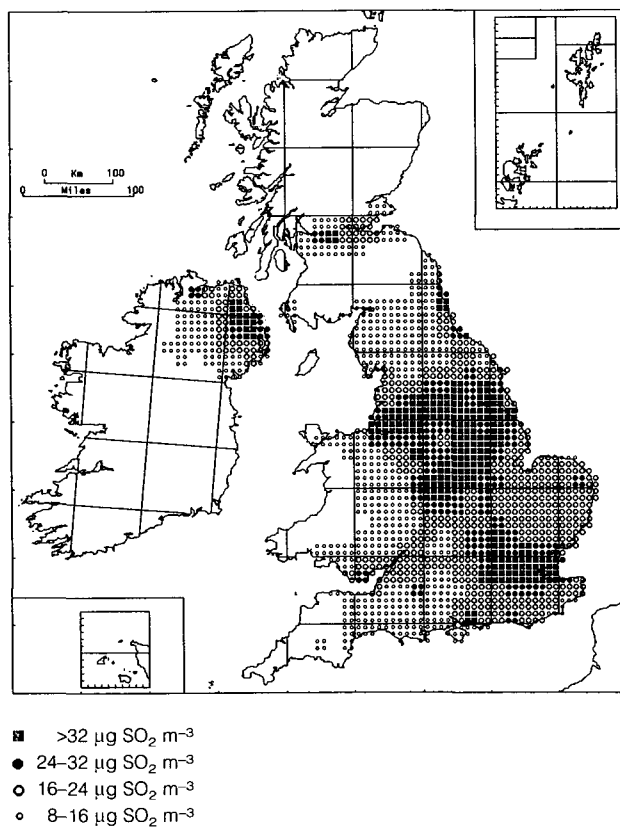 0 Km 100
0 Miles 100
>32 µg SO₂ m⁻³
24–32 µg SO₂ m⁻³
16–24 µg SO₂ m⁻³
8–16 µg SO₂ m⁻³